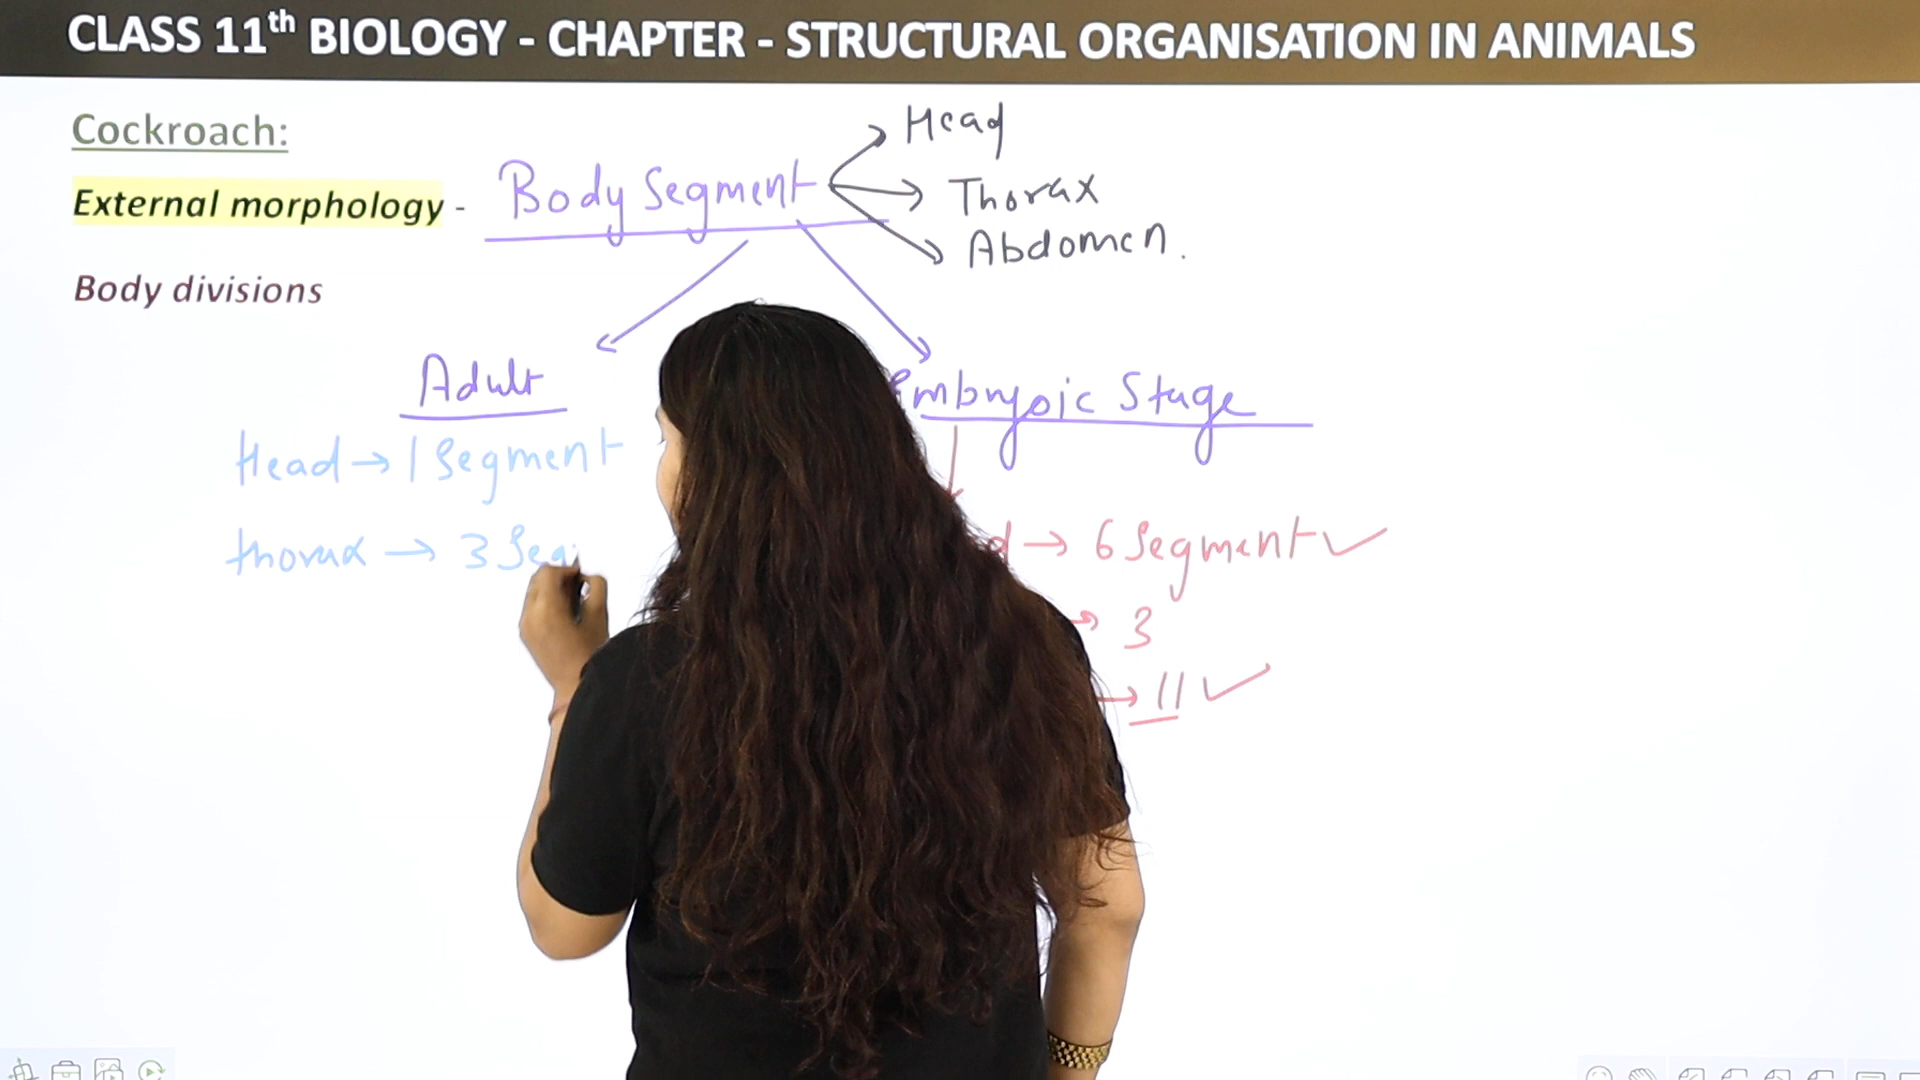 CLASS 11th BIOLOGY - CHAPTER - STRUCTURAL ORGANISATION IN ANIMALS
Cockroach:
External morphology - Body Segment
Head
Thorax
Abdomen.
Body divisions
Adult
Embryoic Stage
Head → 1 Segment
thorax → 3 Seg
→ 6 Segment ✓
→ 3
→ 11 ✓